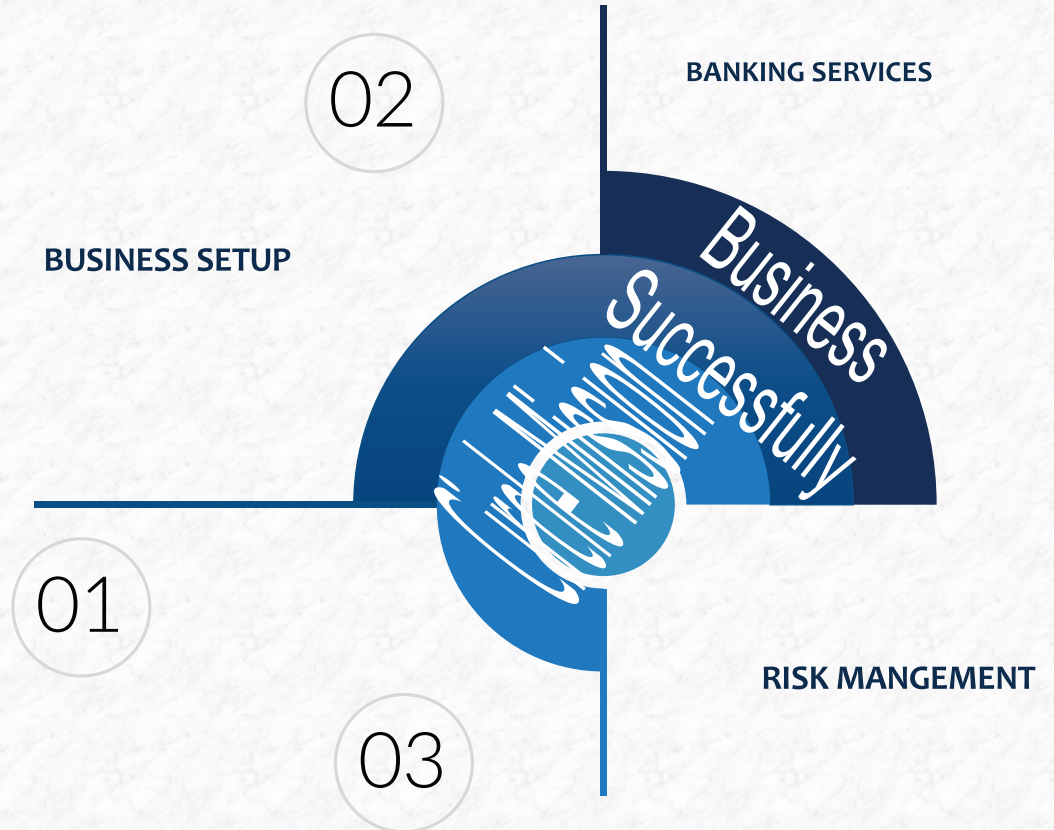 02
BANKING SERVICES
BUSINESS SETUP
Business
Successfully
01
RISK MANGEMENT
03